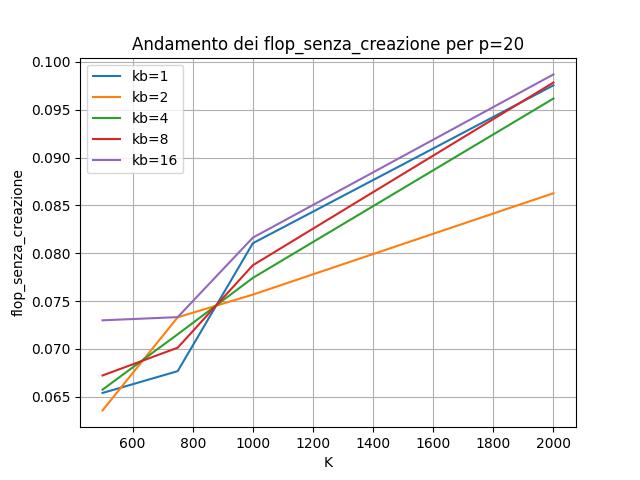 Andamento dei flop_senza_creazione per p=20
kb=1
kb=2
kb=4
kb=8
kb=16
flop_senza_creazione
0.100
0.095
0.090
0.085
0.080
0.075
0.070
0.065
600 800 1000 1200 1400 1600 1800 2000
K